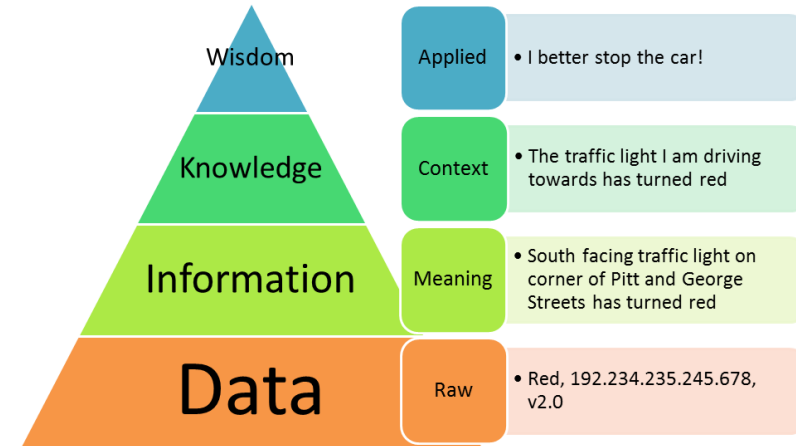 Wisdom
Applied
• I better stop the car!
Knowledge
Context
• The traffic light I am driving
towards has turned red
Information
Meaning
• South facing traffic light on
corner of Pitt and George
Streets has turned red
Data
Raw
• Red, 192.234.235.245.678,
v2.0